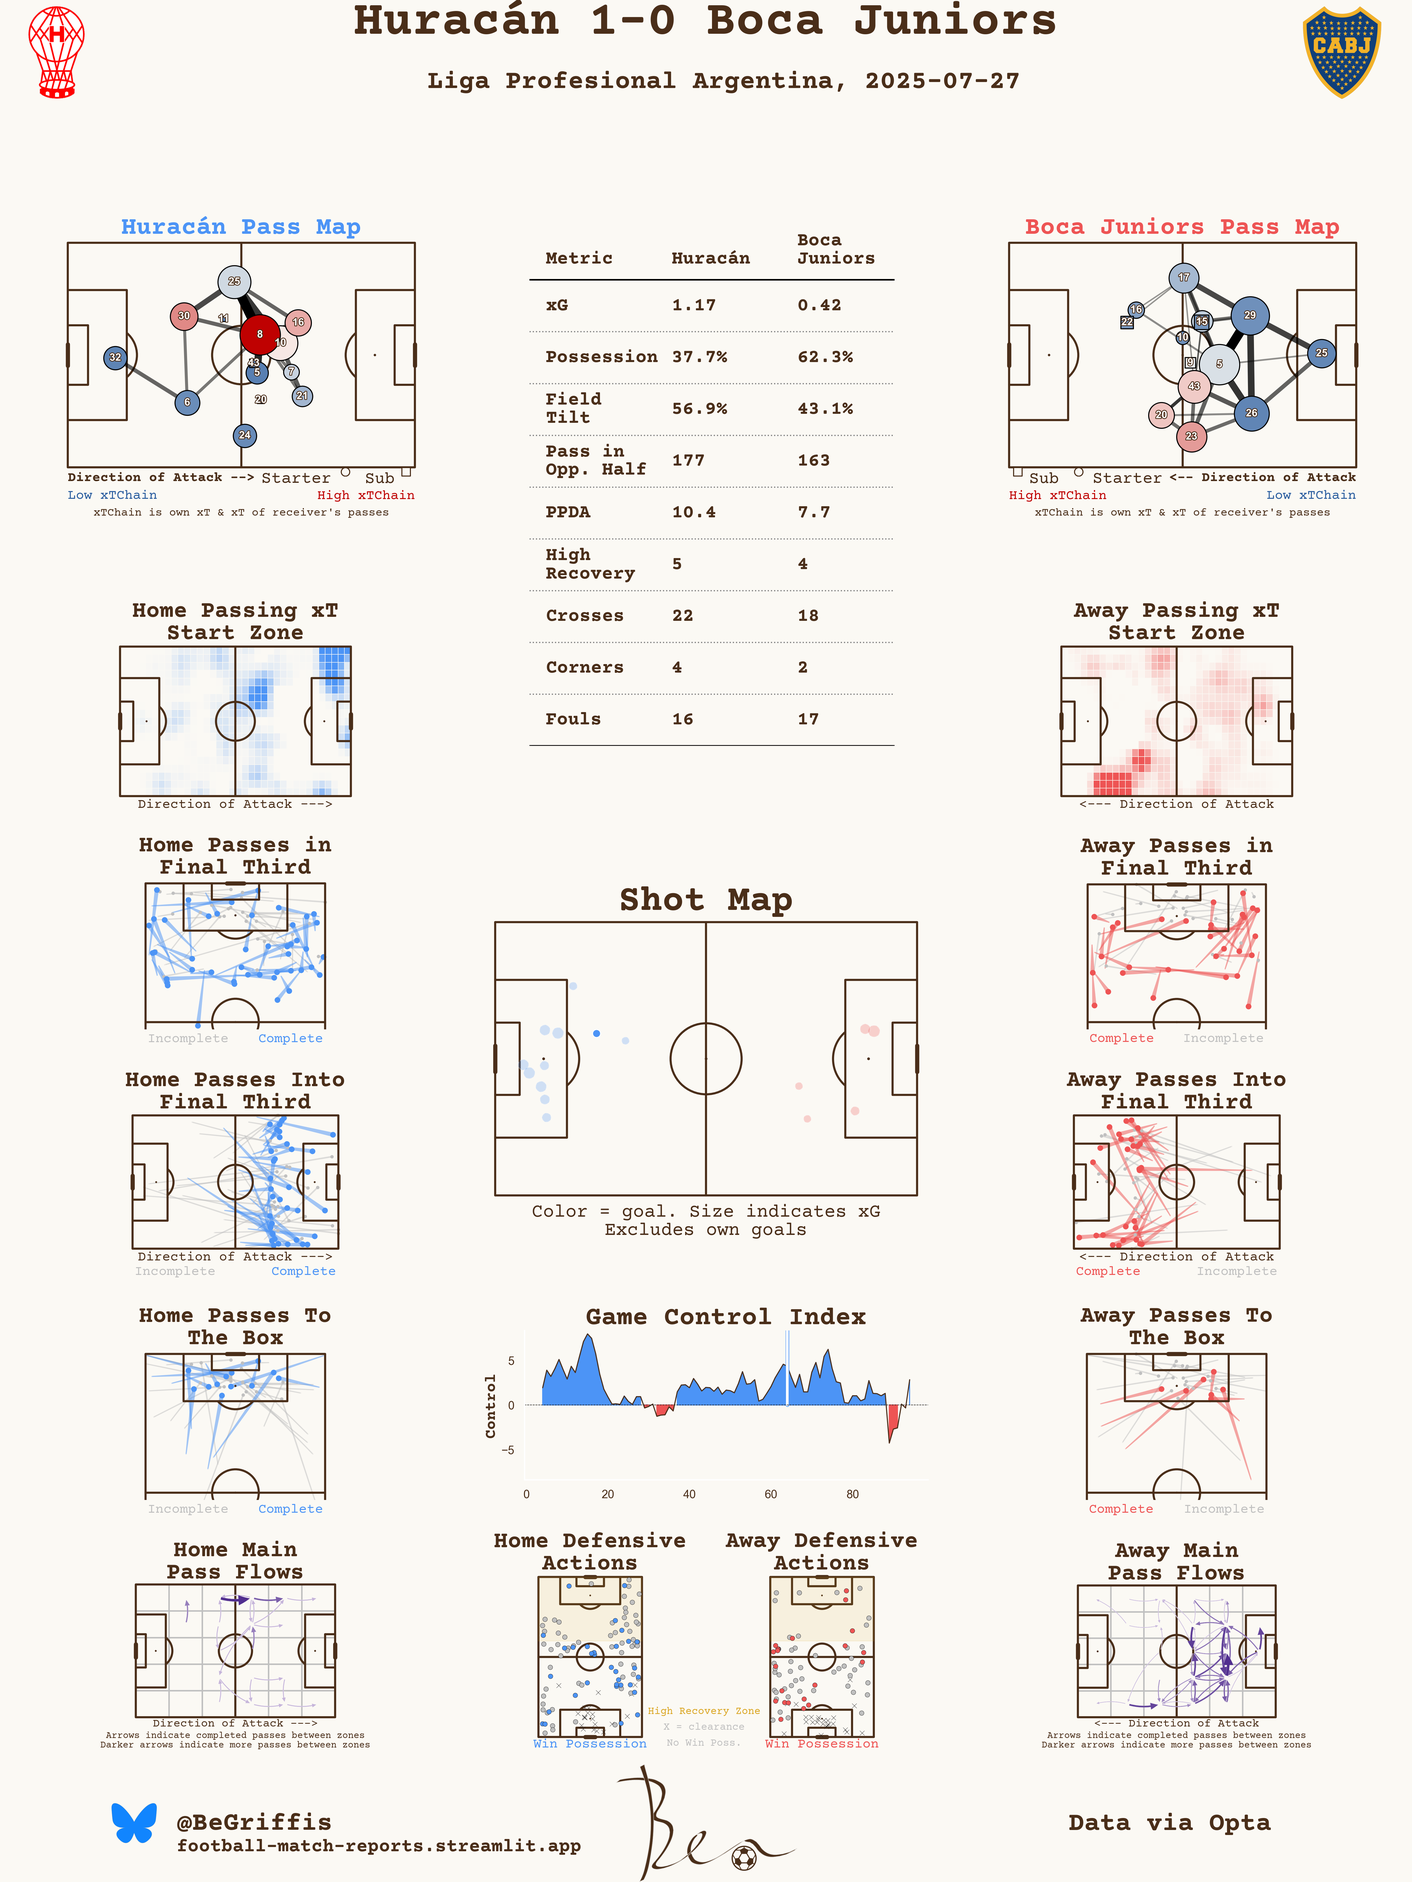 Huracán 1-0 Boca Juniors
Liga Profesional Argentina, 2025-07-27
H
CABJ
Huracán Pass Map
25
30
11
16
8
10
32
43
5
7
6
20
21
24
Direction of Attack --> Starter Sub
Low xTChain High xTChain
xTChain is own xT & xT of receiver's passes
Metric Huracán Boca Juniors
xG 1.17 0.42
Possession 37.7% 62.3%
Field Tilt 56.9% 43.1%
Pass in Opp. Half 177 163
PPDA 10.4 7.7
High Recovery 5 4
Crosses 22 18
Corners 4 2
Fouls 16 17
Boca Juniors Pass Map
17
16
22
15
29
10
25
9
5
43
20
26
23
Sub Starter <-- Direction of Attack
High xTChain Low xTChain
xTChain is own xT & xT of receiver's passes
Home Passing xT
Start Zone
Direction of Attack --->
Away Passing xT
Start Zone
<--- Direction of Attack
Home Passes in
Final Third
Incomplete Complete
Away Passes in
Final Third
Complete Incomplete
Shot Map
Color = goal. Size indicates xG
Excludes own goals
Home Passes Into
Final Third
Direction of Attack --->
Incomplete Complete
Away Passes Into
Final Third
<--- Direction of Attack
Complete Incomplete
Home Passes To
The Box
Incomplete Complete
Game Control Index
Control
5
0
−5
0 20 40 60 80
Away Passes To
The Box
Complete Incomplete
Home Main
Pass Flows
Direction of Attack --->
Arrows indicate completed passes between zones
Darker arrows indicate more passes between zones
Home Defensive
Actions
Win Possession
Away Defensive
Actions
Win Possession
High Recovery Zone
X = clearance
No Win Poss.
Away Main
Pass Flows
<--- Direction of Attack
Arrows indicate completed passes between zones
Darker arrows indicate more passes between zones
@BeGriffis
football-match-reports.streamlit.app
Ben
Data via Opta